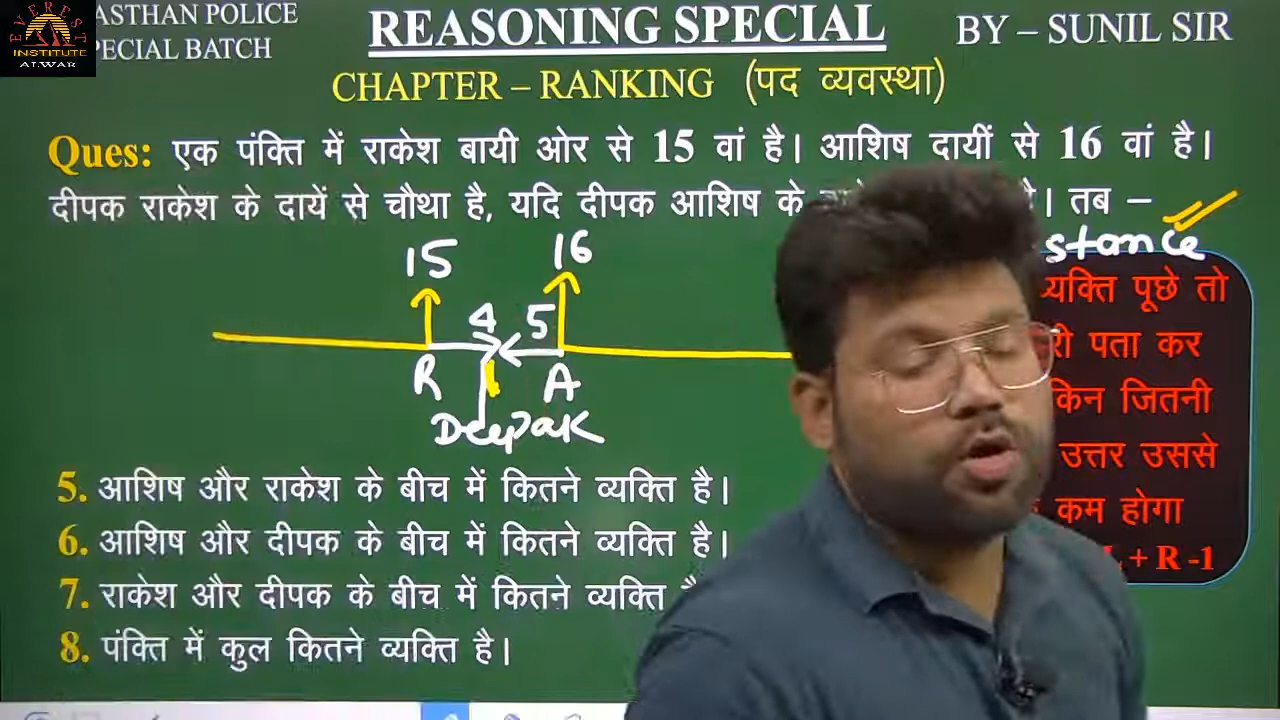 EVEREST
INSTITUTE
ALWAR
ASTHAN POLICE
PECIAL BATCH
REASONING SPECIAL
BY – SUNIL SIR
CHAPTER – RANKING (पद व्यवस्था)
Ques: एक पंक्ति में राकेश बायी ओर से 15 वां है। आशिष दायीं से 16 वां है।
दीपक राकेश के दायें से चौथा है, यदि दीपक आशिष के है। तब –
stance
15 16
4 5
R A
Deepak
व्यक्ति पूछे तो
री पता कर
किन जितनी
उत्तर उससे
कम होगा
L + R -1
5. आशिष और राकेश के बीच में कितने व्यक्ति है।
6. आशिष और दीपक के बीच में कितने व्यक्ति है।
7. राकेश और दीपक के बीच में कितने व्यक्ति
8. पंक्ति में कुल कितने व्यक्ति है।